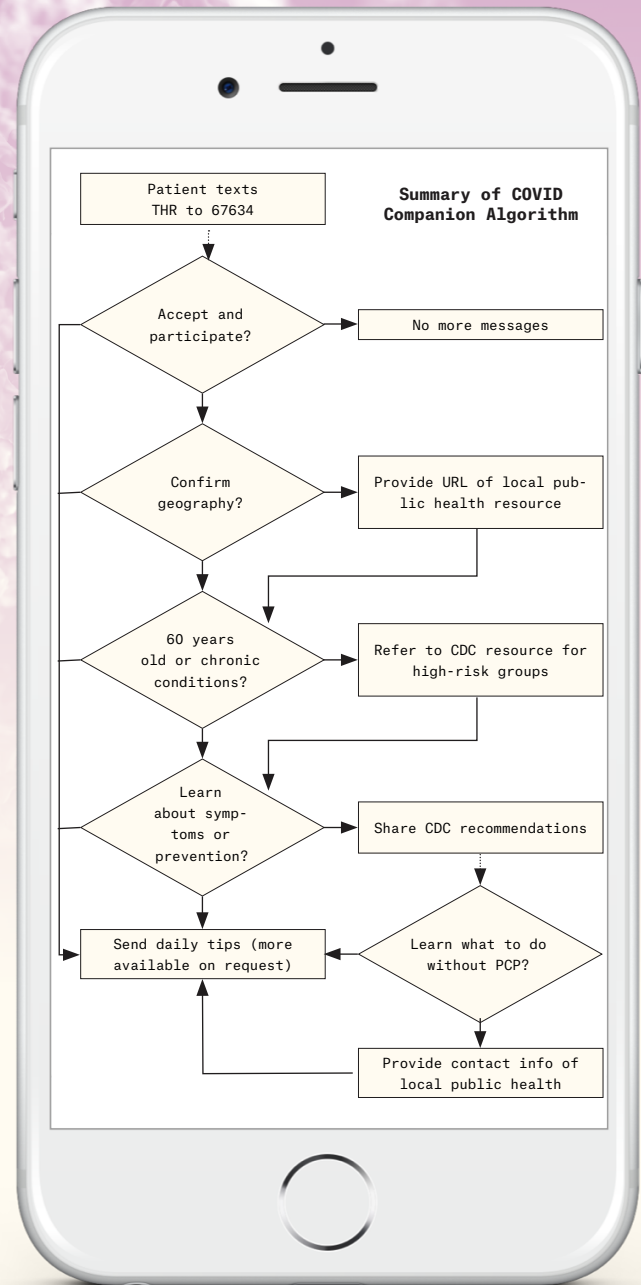 Patient texts
THR to 67634
Summary of COVID
Companion Algorithm
Accept and
participate?
No more messages
Confirm
geography?
Provide URL of local pub-
lic health resource
60 years
old or chronic
conditions?
Refer to CDC resource for
high-risk groups
Learn
about symp-
toms or
prevention?
Share CDC recommendations
Send daily tips (more
available on request)
Learn what to do
without PCP?
Provide contact info of
local public health